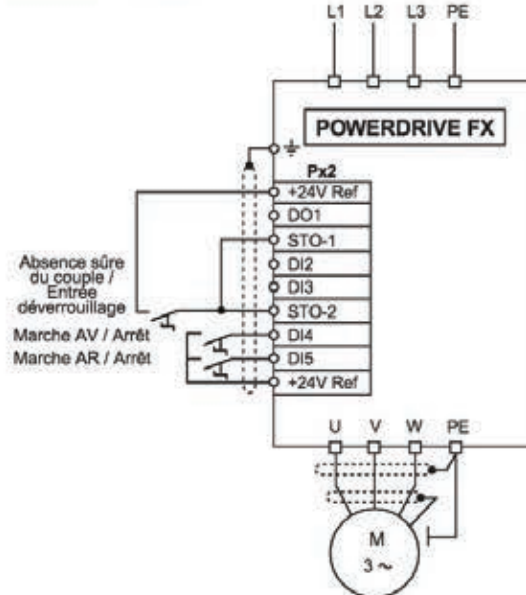 L1 L2 L3 PE
POWERDRIVE FX
Px2
+24V Ref
DO1
STO-1
DI2
DI3
STO-2
DI4
DI5
+24V Ref
Absence sûre
du couple /
Entrée
déverrouillage
Marche AV / Arrêt
Marche AR / Arrêt
U V W PE
M
3 ~